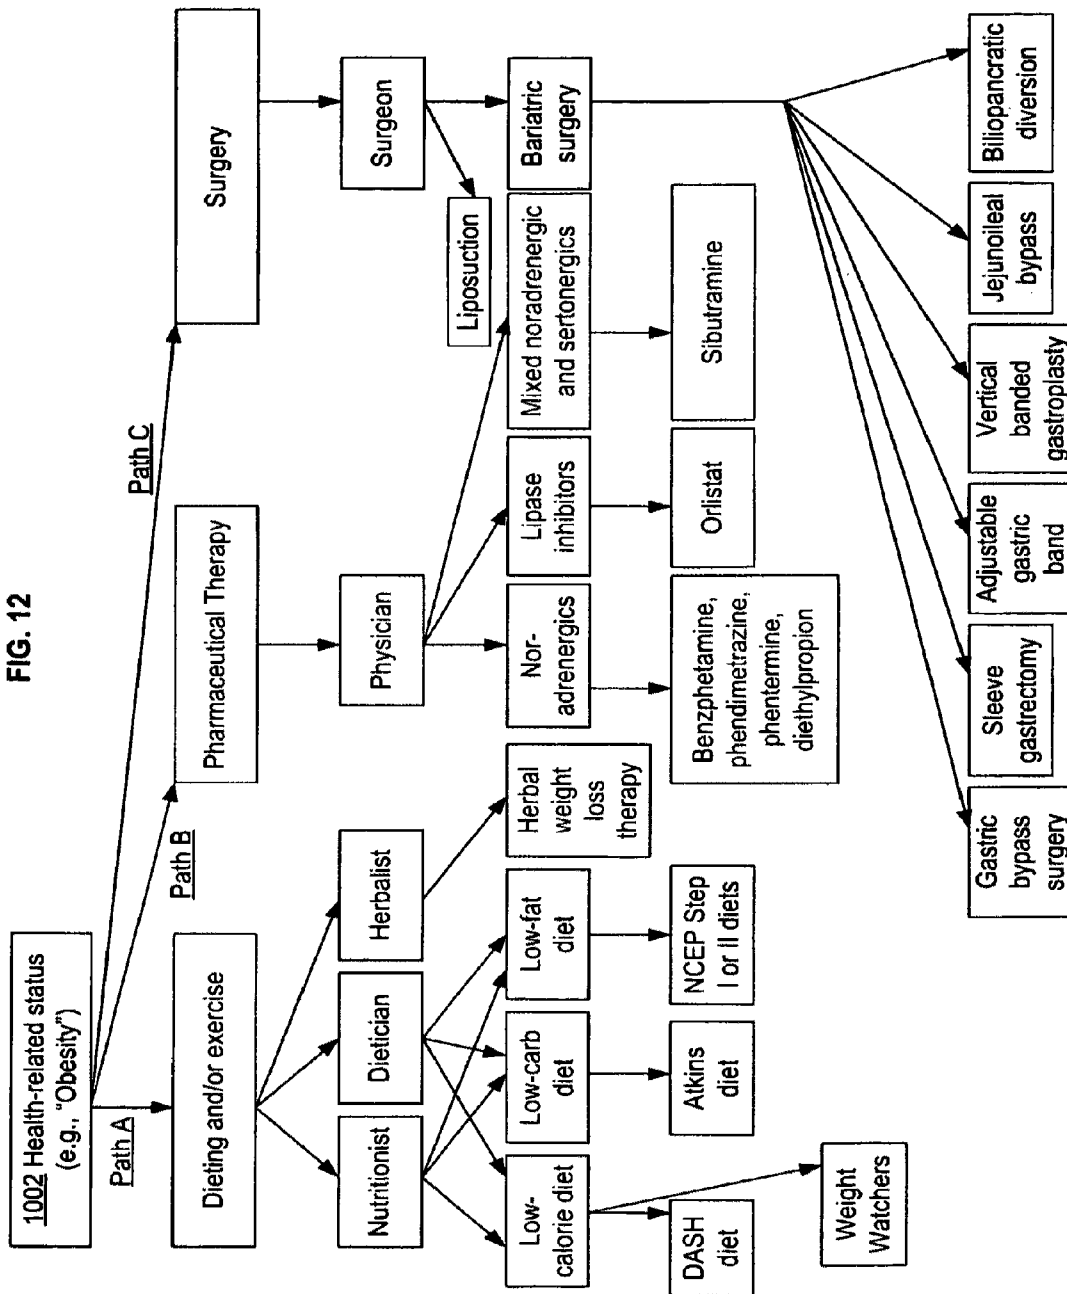 FIG. 12
1002 Health-related status
(e.g., "Obesity")
Path A
Path B
Path C
Dieting and/or exercise
Pharmaceutical Therapy
Surgery
Nutritionist
Dietician
Herbalist
Physician
Surgeon
Liposuction
Low-
calorie diet
Low-carb
diet
Low-fat
diet
Herbal
weight
loss
therapy
Nor-
adrenergics
Lipase
inhibitors
Mixed noradrenergic
and sertonergics
Bariatric
surgery
DASH
diet
Atkins
diet
NCEP Step
I or II diets
Benzphetamine,
phendimetrazine,
phentermine,
diethylpropion
Orlistat
Sibutramine
Weight
Watchers
Gastric
bypass
surgery
Sleeve
gastrectomy
Adjustable
gastric
band
Vertical
banded
gastroplasty
Jejunoileal
bypass
Biliopancratic
diversion